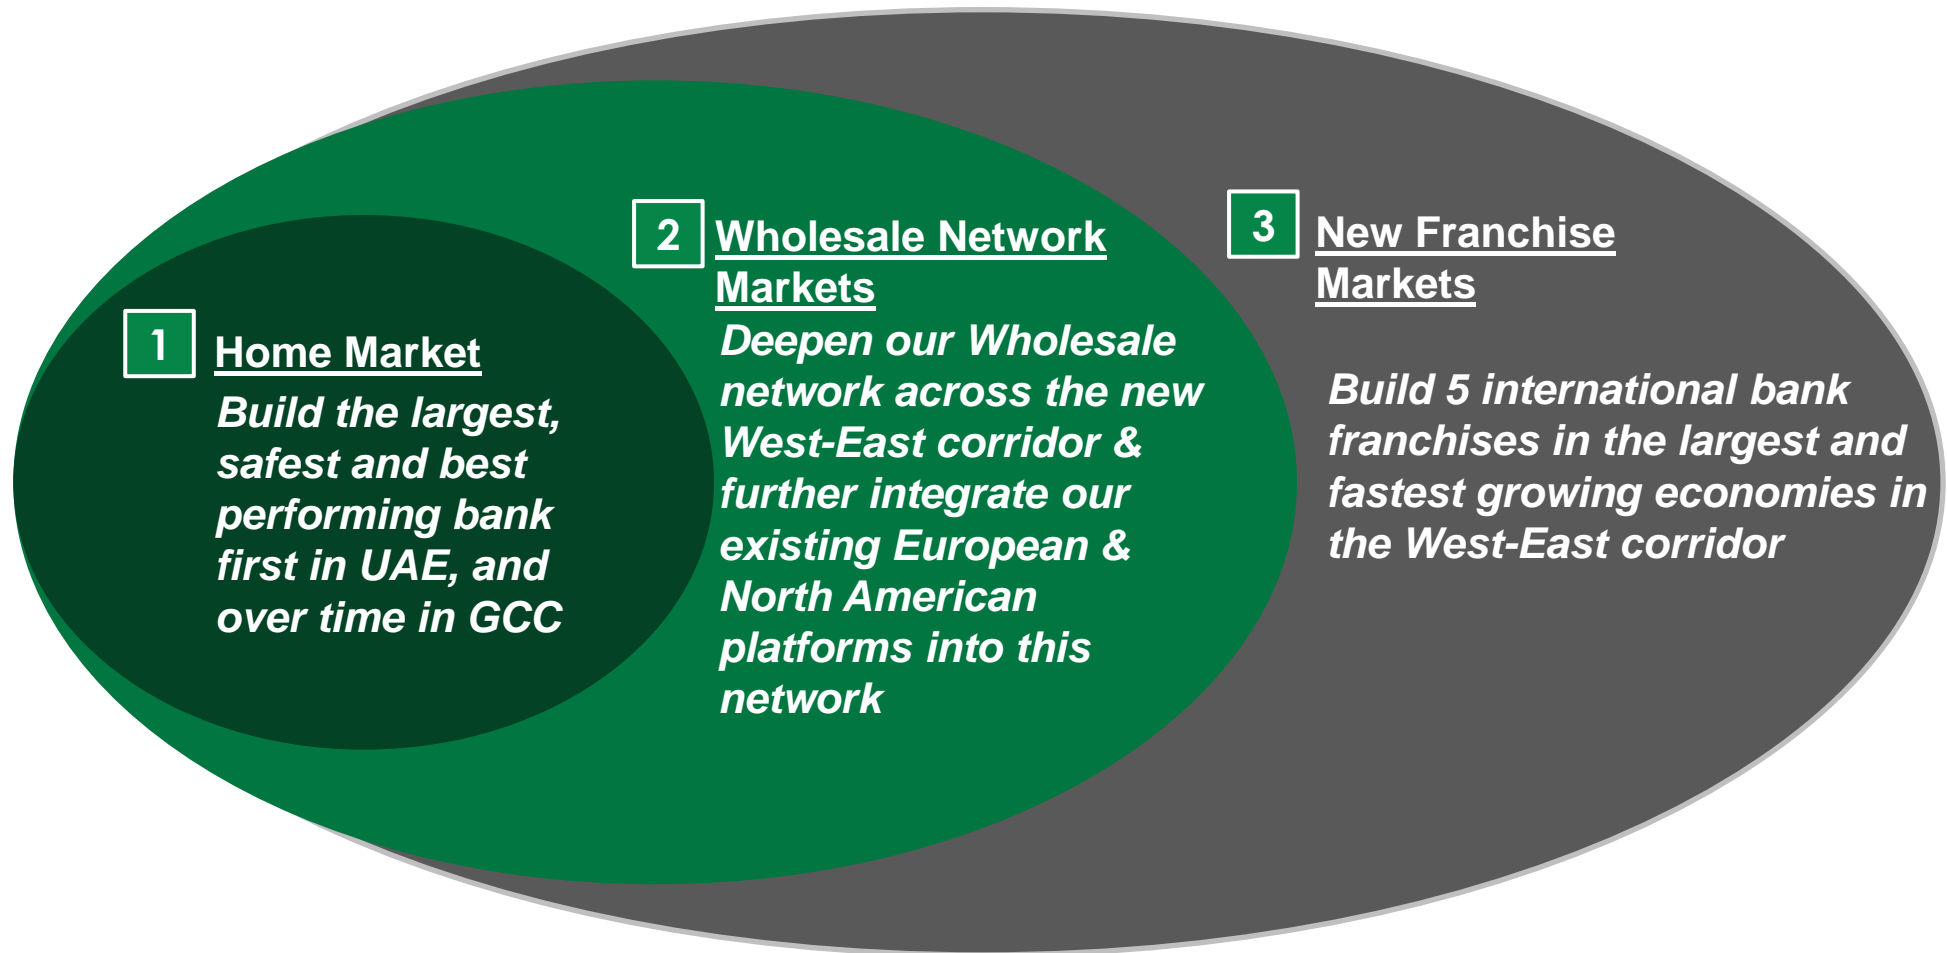 1
Home Market
Build the largest,
safest and best
performing bank
first in UAE, and
over time in GCC
2
Wholesale Network
Markets
Deepen our Wholesale
network across the new
West-East corridor &
further integrate our
existing European &
North American
platforms into this
network
3
New Franchise
Markets
Build 5 international bank
franchises in the largest and
fastest growing economies in
the West-East corridor